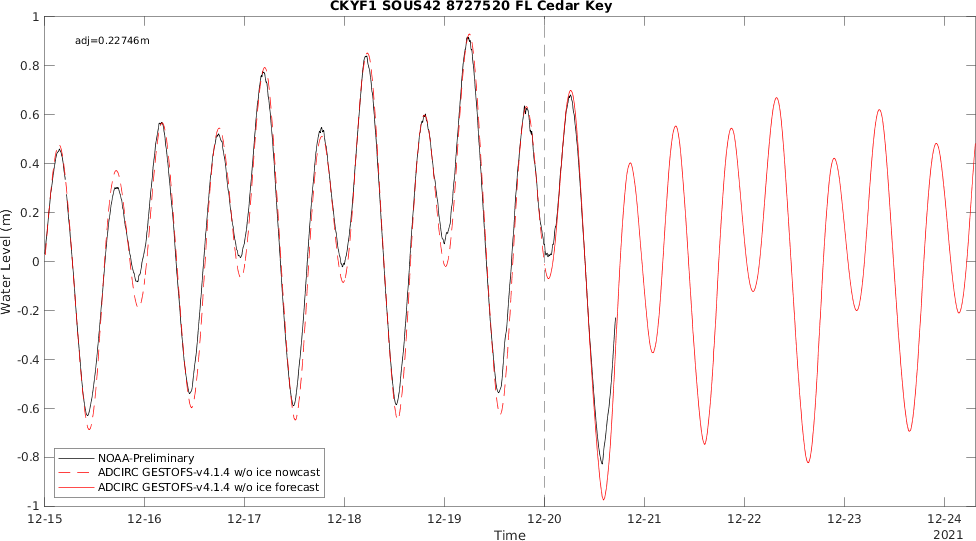 CKYF1 SOUS42 8727520 FL Cedar Key
adj=0.22746m
1
0.8
0.6
0.4
0.2
0
-0.2
-0.4
-0.6
-0.8
-1
Water Level (m)
NOAA-Preliminary
ADCIRC GESTOFS-v4.1.4 w/o ice nowcast
ADCIRC GESTOFS-v4.1.4 w/o ice forecast
12-15 12-16 12-17 12-18 12-19 12-20 12-21 12-22 12-23 12-24
Time
2021